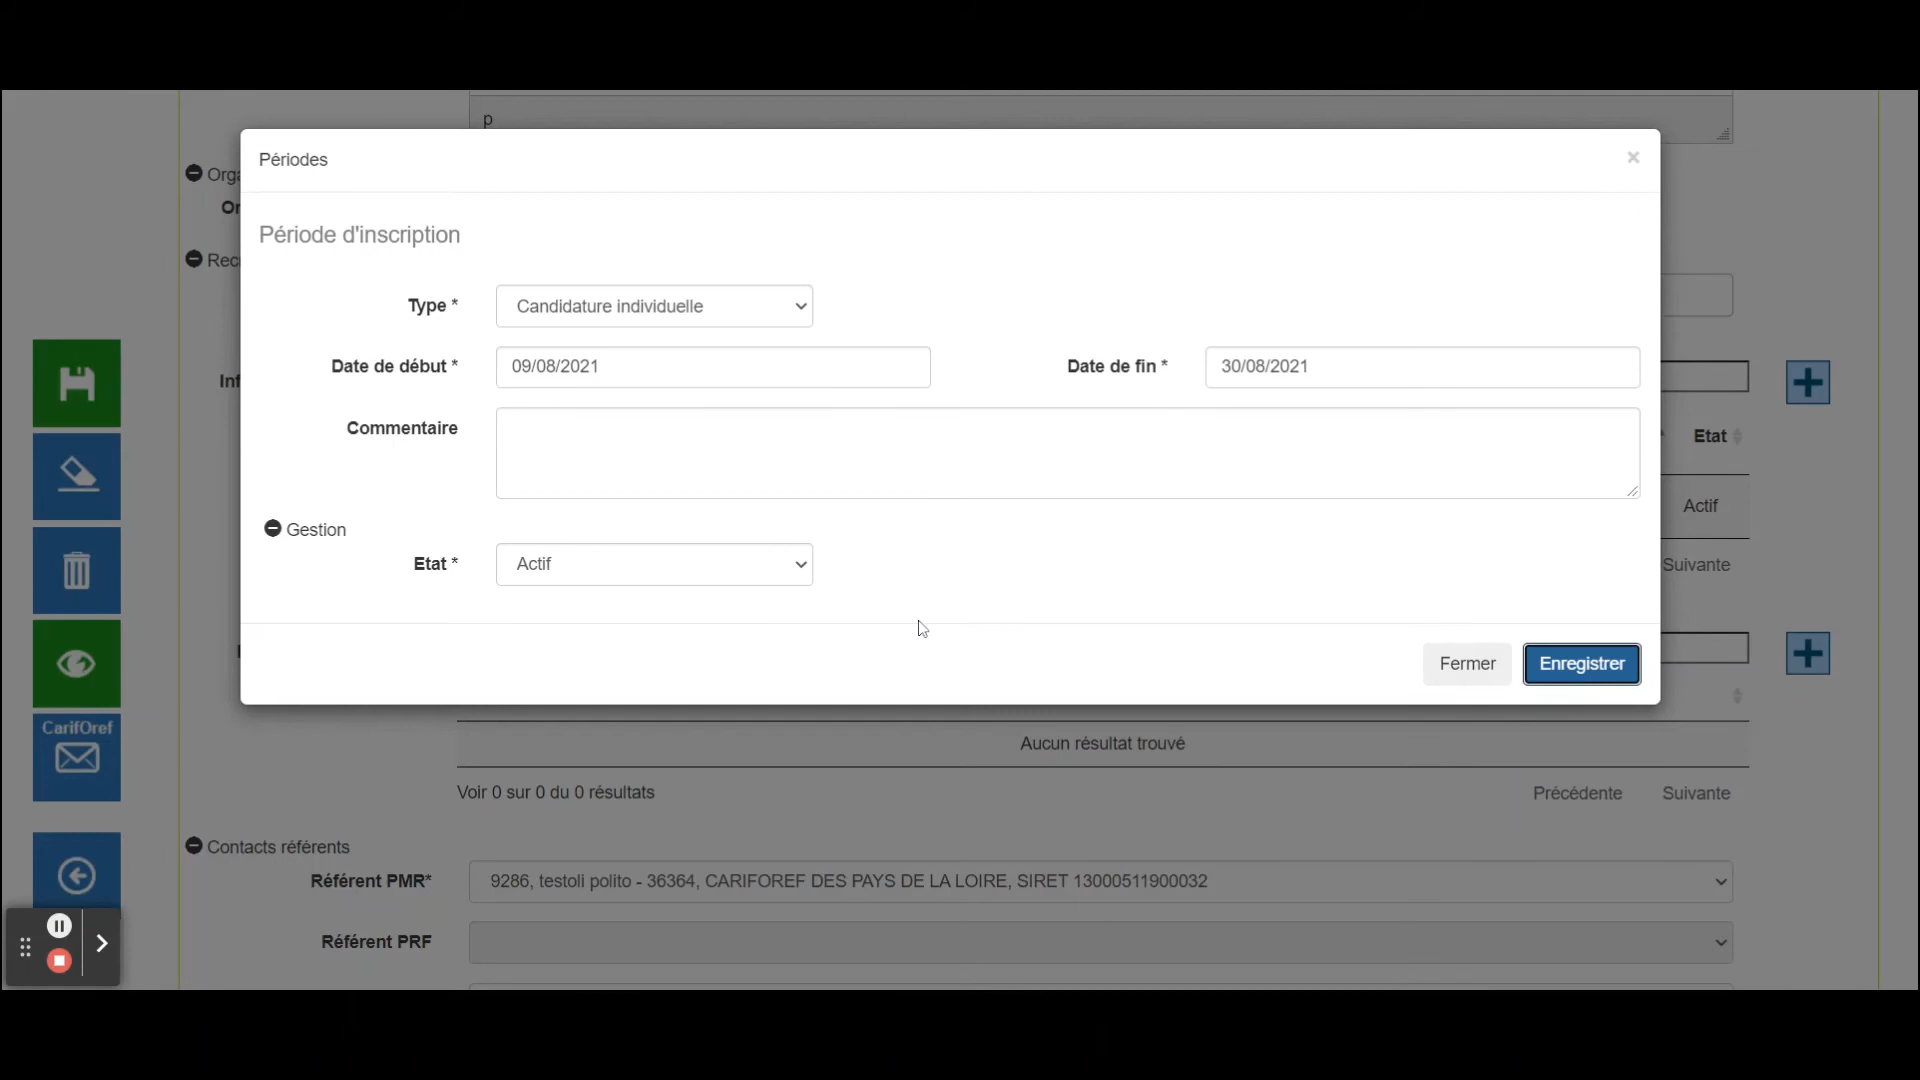 p
Périodes
×
Orga
Or
Période d'inscription
Rec
Type *
Candidature individuelle
Date de début *
09/08/2021
Date de fin *
30/08/2021
Inf
Commentaire
Etat
Actif
Gestion
Etat *
Actif
Suivante
Fermer
Enregistrer
CarifOref
Aucun résultat trouvé
Voir 0 sur 0 du 0 résultats
Précédente
Suivante
Contacts référents
Référent PMR*
9286, testoli polito - 36364, CARIFOREF DES PAYS DE LA LOIRE, SIRET 13000511900032
Référent PRF